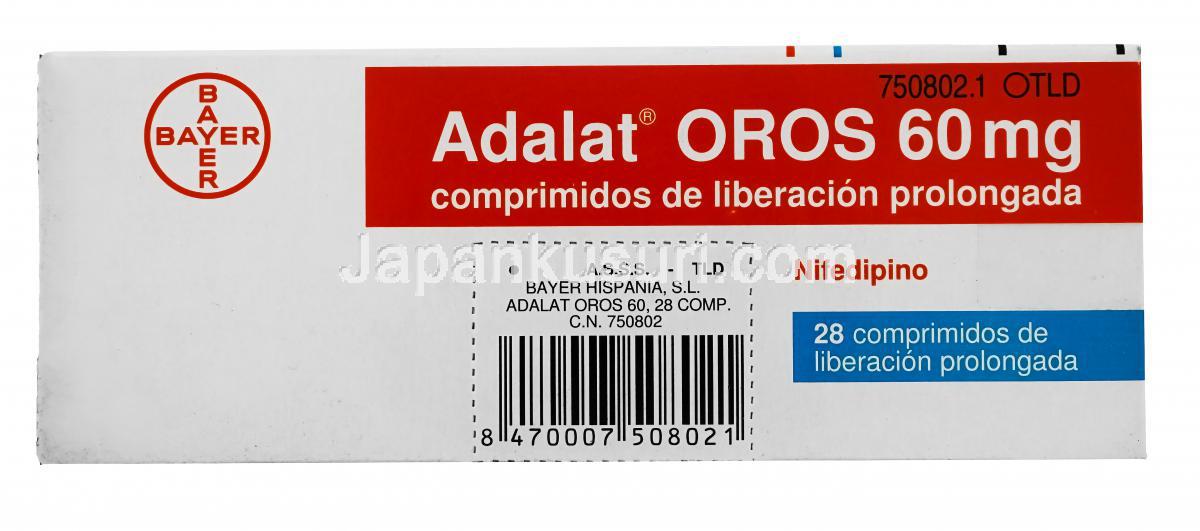 BAYER
BAYER
750802.1 OTLD
Adalat® OROS 60 mg
comprimidos de liberación prolongada
Japankusuri.com
A.S.S.S. - TLD
BAYER HISPANIA, S.L.
ADALAT OROS 60, 28 COMP.
C.N. 750802
8 470007 508021
Nifedipino
28 comprimidos de
liberación prolongada